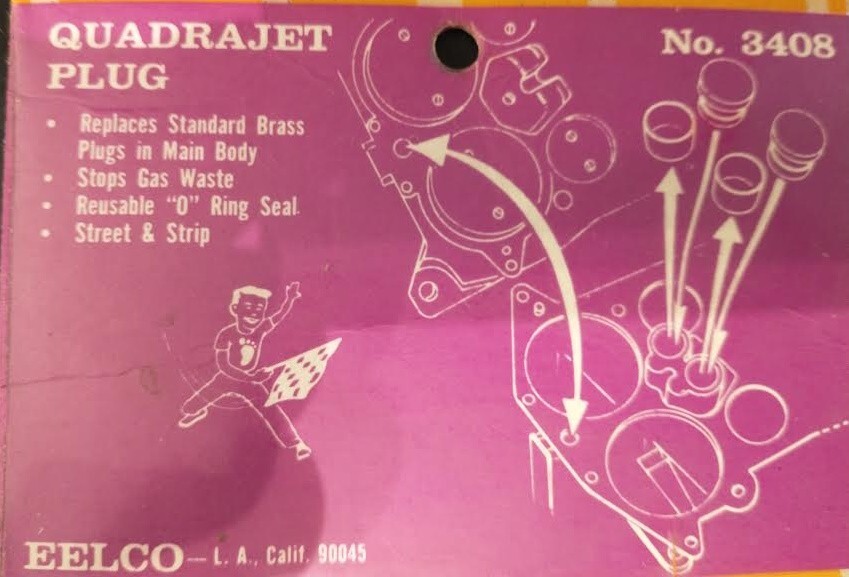 QUADRAJET
PLUG
No. 3408
• Replaces Standard Brass
Plugs in Main Body
• Stops Gas Waste
• Reusable "O" Ring Seal
• Street & Strip
EELCO — L. A., Calif. 90045